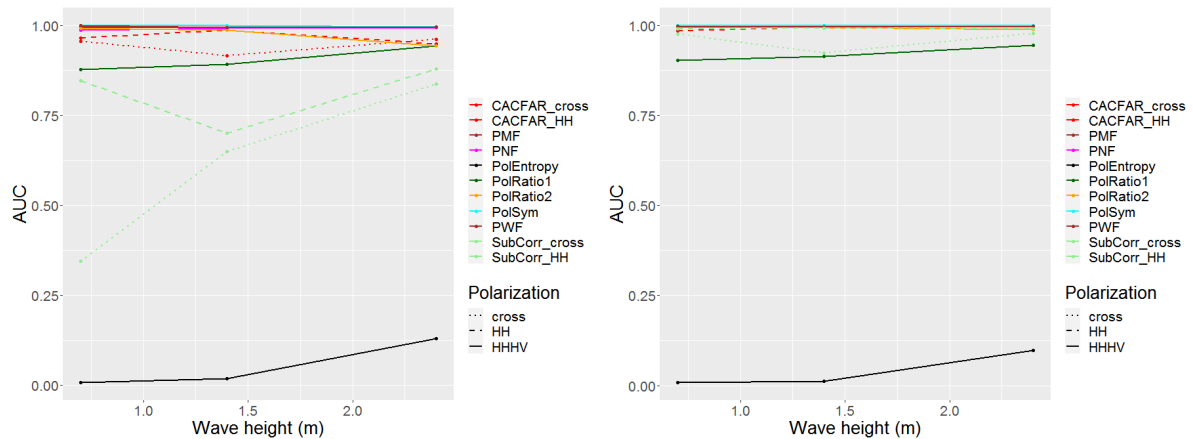 1.00
0.75
0.50
0.25
0.00
AUC
1.0
1.5
2.0
Wave height (m)
CACFAR_cross
CACFAR_HH
PMF
PNF
PolEntropy
PolRatio1
PolRatio2
PolSym
PWF
SubCorr_cross
SubCorr_HH
Polarization
cross
HH
HHHV
1.00
0.75
0.50
0.25
0.00
AUC
1.0
1.5
2.0
Wave height (m)
CACFAR_cross
CACFAR_HH
PMF
PNF
PolEntropy
PolRatio1
PolRatio2
PolSym
PWF
SubCorr_cross
SubCorr_HH
Polarization
cross
HH
HHHV